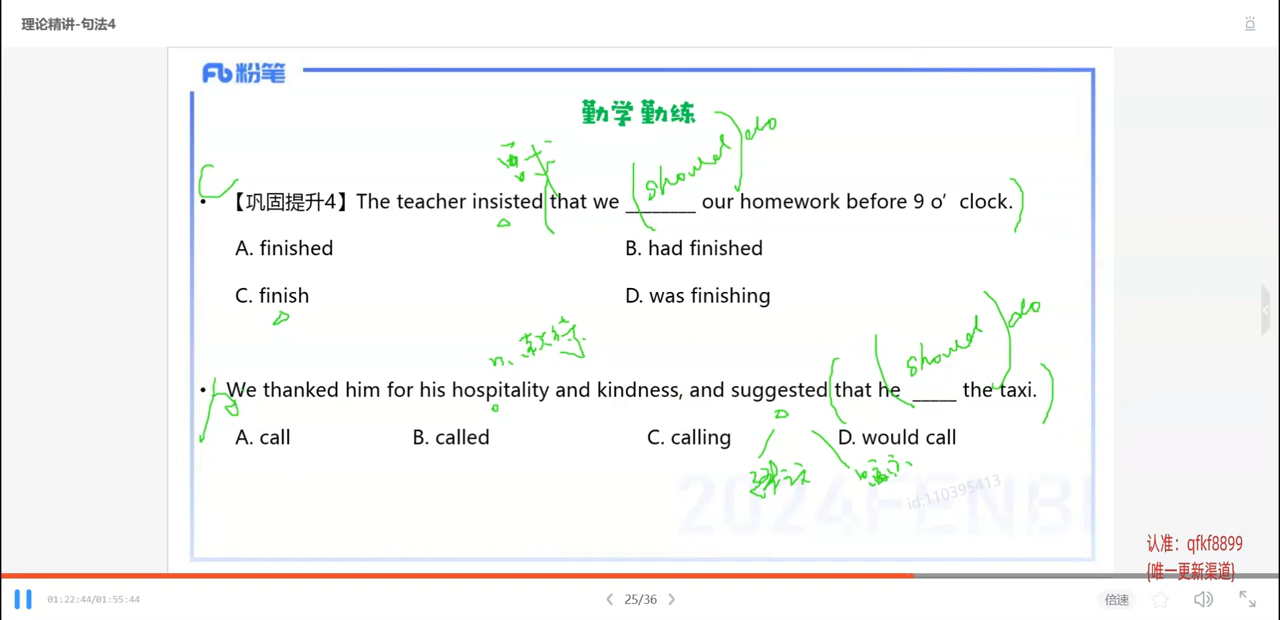 理论精讲-句法4
粉笔
勤学勤练
do
要求
(should)
• 【巩固提升4】The teacher insisted that we ________ our homework before 9 o’clock.
A. finished B. had finished
C. finish D. was finishing
do
n. 款待
(should)
• We thanked him for his hospitality and kindness, and suggested that he _____ the taxi.
A. call B. called C. calling D. would call
建议 暗示
2024FENBI
id:110395413
认准：qfkf8899
{唯一更新渠道}
01:22:44/01:55:44 25/36 倍速